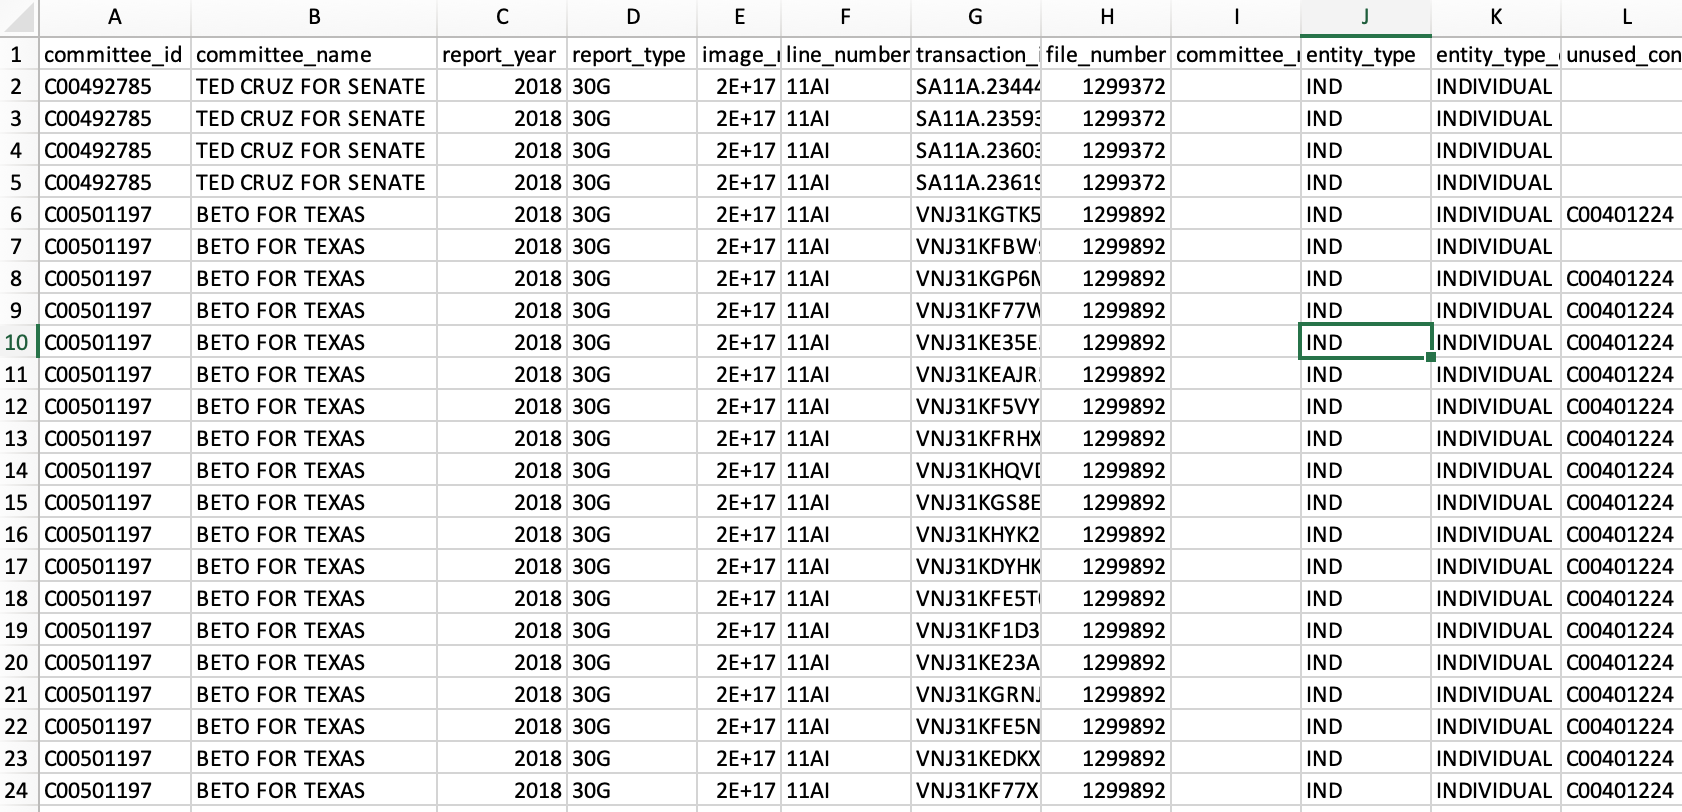 A B C D E F G H I J K L
1 committee_id committee_name report_year report_type image_ line_number transaction_ file_number committee_ entity_type entity_type_ unused_con
2 C00492785 TED CRUZ FOR SENATE 2018 30G 2E+17 11AI SA11A.23444 1299372 IND INDIVIDUAL
3 C00492785 TED CRUZ FOR SENATE 2018 30G 2E+17 11AI SA11A.23593 1299372 IND INDIVIDUAL
4 C00492785 TED CRUZ FOR SENATE 2018 30G 2E+17 11AI SA11A.23603 1299372 IND INDIVIDUAL
5 C00492785 TED CRUZ FOR SENATE 2018 30G 2E+17 11AI SA11A.23619 1299372 IND INDIVIDUAL
6 C00501197 BETO FOR TEXAS 2018 30G 2E+17 11AI VNJ31KGTK5 1299892 IND INDIVIDUAL C00401224
7 C00501197 BETO FOR TEXAS 2018 30G 2E+17 11AI VNJ31KFBW 1299892 IND INDIVIDUAL
8 C00501197 BETO FOR TEXAS 2018 30G 2E+17 11AI VNJ31KGP6M 1299892 IND INDIVIDUAL C00401224
9 C00501197 BETO FOR TEXAS 2018 30G 2E+17 11AI VNJ31KF77W 1299892 IND INDIVIDUAL C00401224
10 C00501197 BETO FOR TEXAS 2018 30G 2E+17 11AI VNJ31KE35E 1299892 IND INDIVIDUAL C00401224
11 C00501197 BETO FOR TEXAS 2018 30G 2E+17 11AI VNJ31KEAJR 1299892 IND INDIVIDUAL C00401224
12 C00501197 BETO FOR TEXAS 2018 30G 2E+17 11AI VNJ31KF5VY 1299892 IND INDIVIDUAL C00401224
13 C00501197 BETO FOR TEXAS 2018 30G 2E+17 11AI VNJ31KFRHX 1299892 IND INDIVIDUAL C00401224
14 C00501197 BETO FOR TEXAS 2018 30G 2E+17 11AI VNJ31KHQVD 1299892 IND INDIVIDUAL C00401224
15 C00501197 BETO FOR TEXAS 2018 30G 2E+17 11AI VNJ31KGS8E 1299892 IND INDIVIDUAL C00401224
16 C00501197 BETO FOR TEXAS 2018 30G 2E+17 11AI VNJ31KHYK2 1299892 IND INDIVIDUAL C00401224
17 C00501197 BETO FOR TEXAS 2018 30G 2E+17 11AI VNJ31KDYHK 1299892 IND INDIVIDUAL C00401224
18 C00501197 BETO FOR TEXAS 2018 30G 2E+17 11AI VNJ31KFE5T 1299892 IND INDIVIDUAL C00401224
19 C00501197 BETO FOR TEXAS 2018 30G 2E+17 11AI VNJ31KF1D3 1299892 IND INDIVIDUAL C00401224
20 C00501197 BETO FOR TEXAS 2018 30G 2E+17 11AI VNJ31KE23A 1299892 IND INDIVIDUAL C00401224
21 C00501197 BETO FOR TEXAS 2018 30G 2E+17 11AI VNJ31KGRNJ 1299892 IND INDIVIDUAL C00401224
22 C00501197 BETO FOR TEXAS 2018 30G 2E+17 11AI VNJ31KFE5N 1299892 IND INDIVIDUAL C00401224
23 C00501197 BETO FOR TEXAS 2018 30G 2E+17 11AI VNJ31KEDKX 1299892 IND INDIVIDUAL C00401224
24 C00501197 BETO FOR TEXAS 2018 30G 2E+17 11AI VNJ31KF77X 1299892 IND INDIVIDUAL C00401224